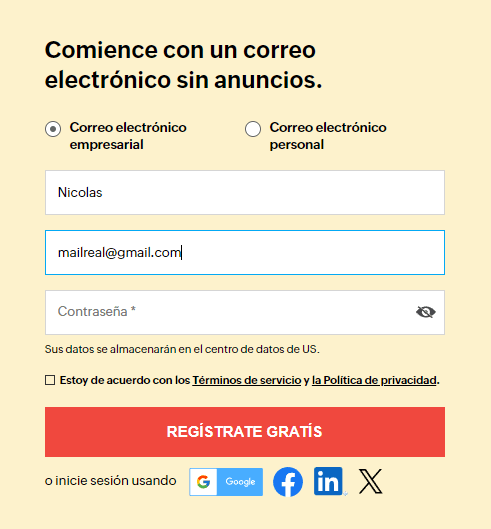 Comience con un correo
electrónico sin anuncios.
Correo electrónico
empresarial
Correo electrónico
personal
Nicolas
mailreal@gmail.com
Contraseña *
Sus datos se almacenarán en el centro de datos de US.
Estoy de acuerdo con los Términos de servicio y la Política de privacidad.
REGÍSTRATE GRATÍS
o inicie sesión usando G Google f in X